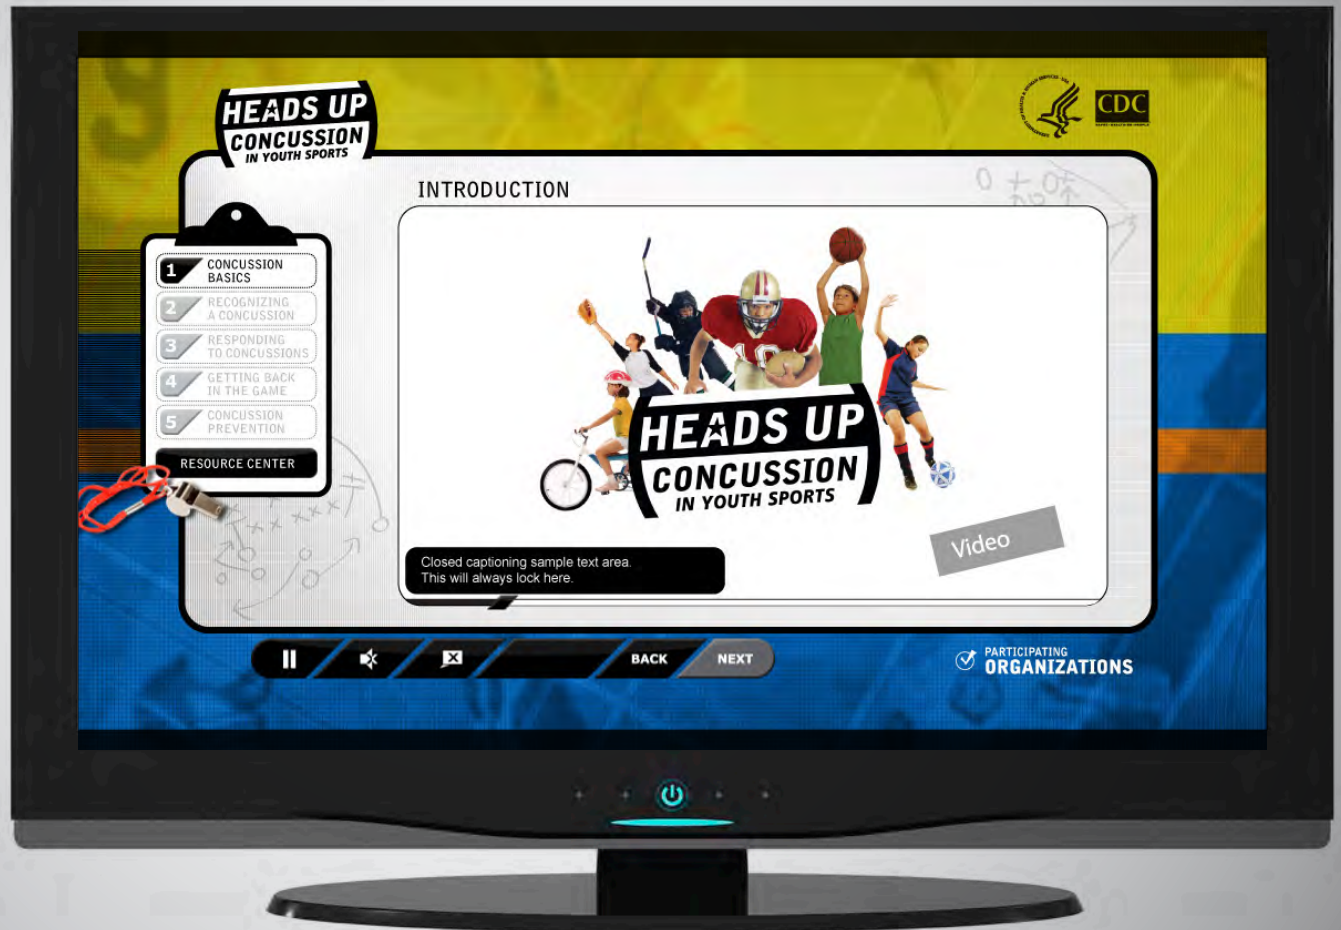 HEADS UP
CONCUSSION
IN YOUTH SPORTS
CDC
INTRODUCTION
1
CONCUSSION
BASICS
2
RECOGNIZING
A CONCUSSION
3
RESPONDING
TO CONCUSSIONS
4
GETTING BACK
IN THE GAME
5
CONCUSSION
PREVENTION
RESOURCE CENTER
10
HEADS UP
CONCUSSION
IN YOUTH SPORTS
Video
Closed captioning sample text area.
This will always lock here.
BACK
NEXT
PARTICIPATING
ORGANIZATIONS